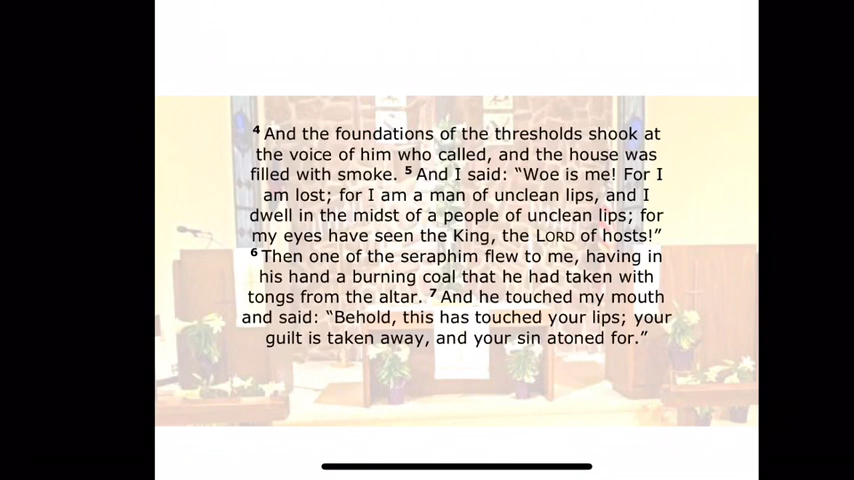 4 And the foundations of the thresholds shook at
the voice of him who called, and the house was
filled with smoke. 5 And I said: “Woe is me! For I
am lost; for I am a man of unclean lips, and I
dwell in the midst of a people of unclean lips; for
my eyes have seen the King, the LORD of hosts!”
6 Then one of the seraphim flew to me, having in
his hand a burning coal that he had taken with
tongs from the altar. 7 And he touched my mouth
and said: “Behold, this has touched your lips; your
guilt is taken away, and your sin atoned for.”